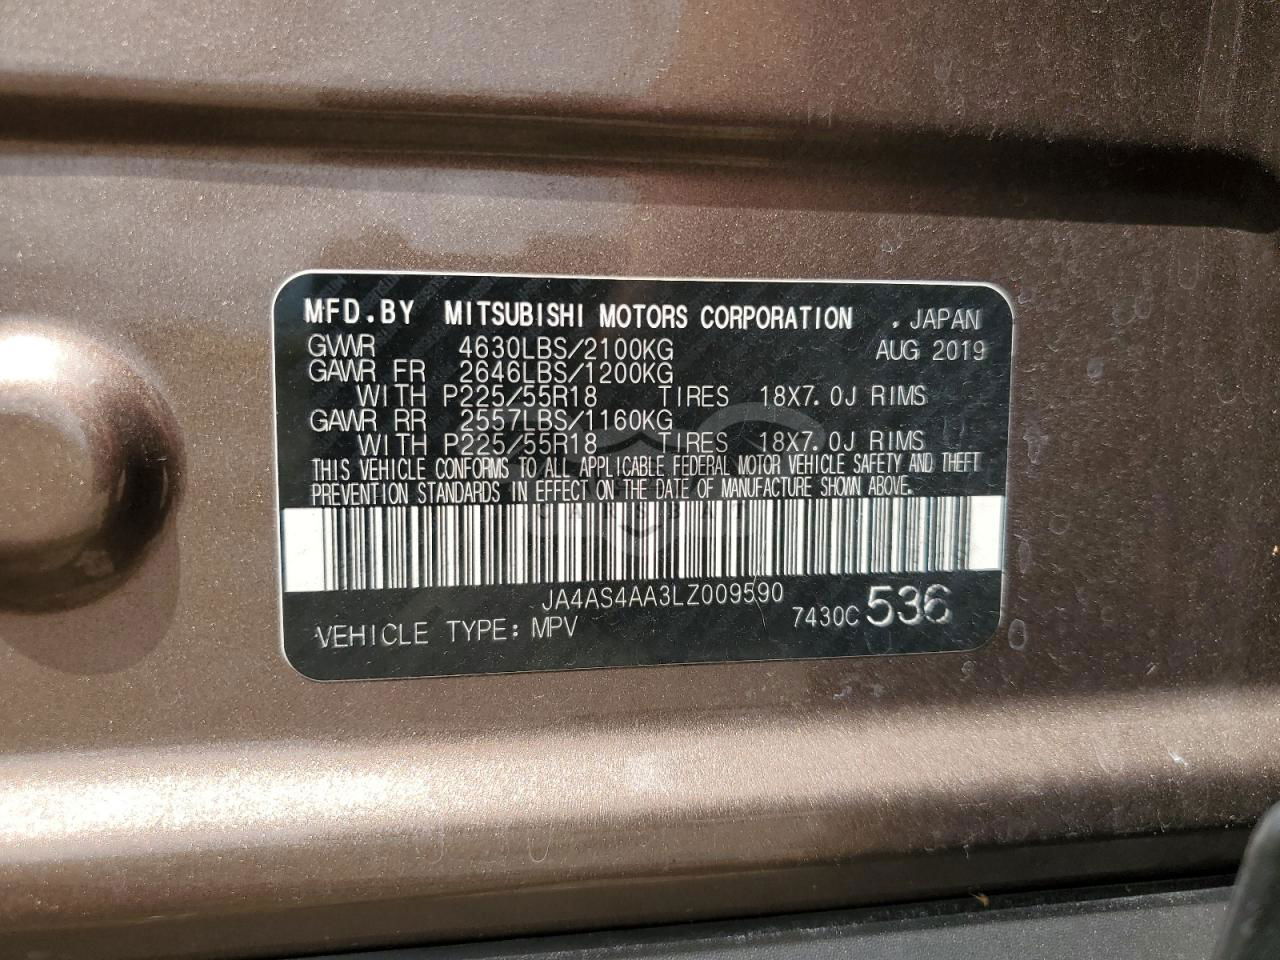 MFD.BY MITSUBISHI MOTORS CORPORATION . JAPAN
GVWR 4630LBS/2100KG AUG 2019
GAWR FR 2646LBS/1200KG
WITH P225/55R18 TIRES 18X7.0J RIMS
GAWR RR 2557LBS/1160KG
WITH P225/55R18 TIRES 18X7.0J RIMS
THIS VEHICLE CONFORMS TO ALL APPLICABLE FEDERAL MOTOR VEHICLE SAFETY AND THEFT
PREVENTION STANDARDS IN EFFECT ON THE DATE OF MANUFACTURE SHOWN ABOVE.
JA4AS4AA3LZ009590
VEHICLE TYPE: MPV 7430C 536